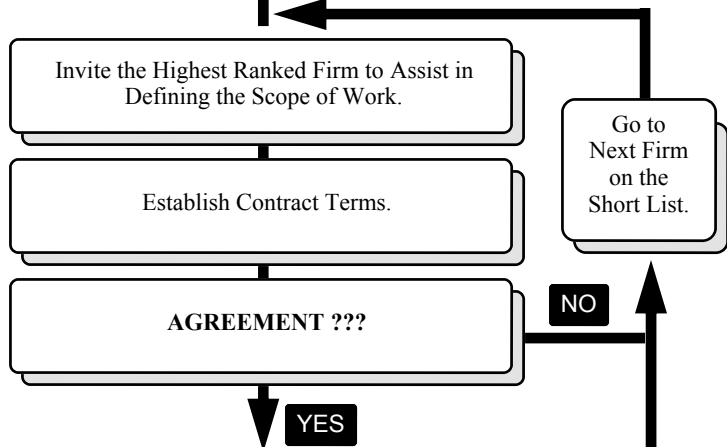 Invite the Highest Ranked Firm to Assist in
Defining the Scope of Work.
Go to
Next Firm
on the
Short List.
Establish Contract Terms.
AGREEMENT ???
NO
YES